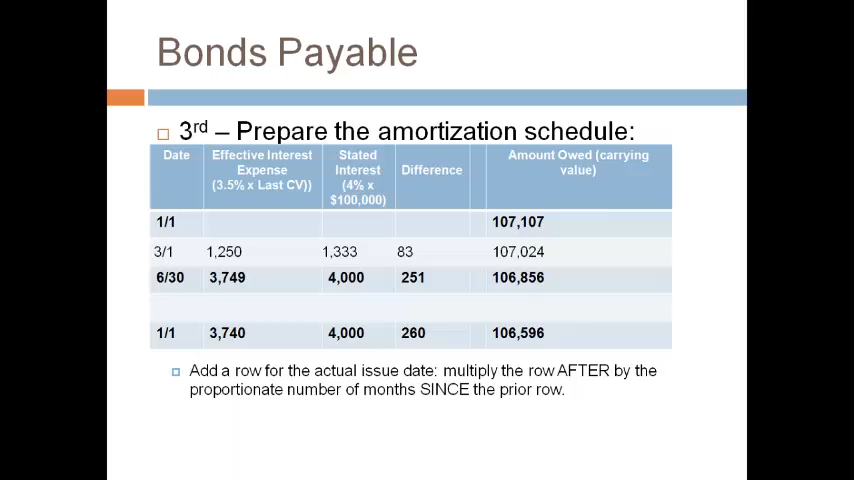 Bonds Payable
3rd – Prepare the amortization schedule:
Date Effective Interest Expense (3.5% x Last CV)) Stated Interest (4% x $100,000) Difference Amount Owed (carrying value)
1/1 107,107
3/1 1,250 1,333 83 107,024
6/30 3,749 4,000 251 106,856
1/1 3,740 4,000 260 106,596
Add a row for the actual issue date: multiply the row AFTER by the
proportionate number of months SINCE the prior row.